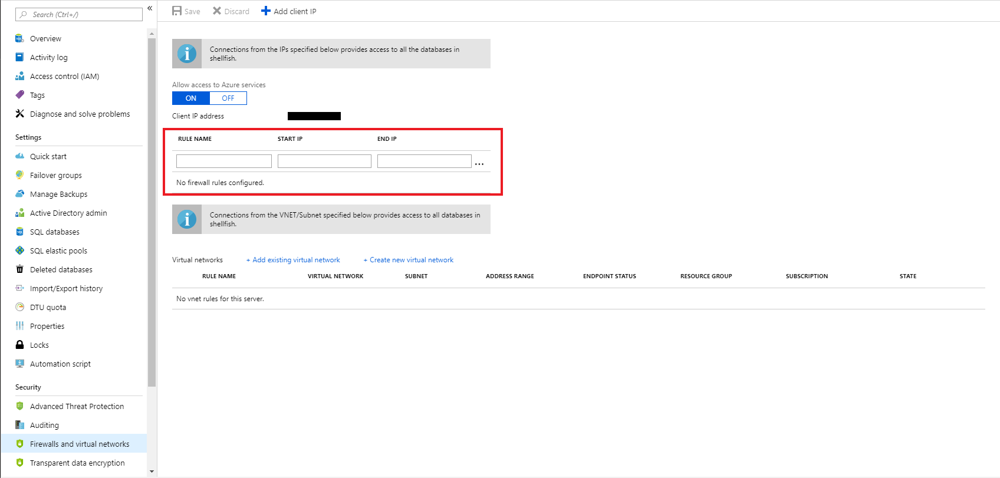 Search (Ctrl+/)
«
Overview
Activity log
Access control (IAM)
Tags
Diagnose and solve problems
Settings
Quick start
Failover groups
Manage Backups
Active Directory admin
SQL databases
SQL elastic pools
Deleted databases
Import/Export history
DTU quota
Properties
Locks
Automation script
Security
Advanced Threat Protection
Auditing
Firewalls and virtual networks
Transparent data encryption
Save Discard Add client IP
Connections from the IPs specified below provides access to all the databases in
shellfish.
Allow access to Azure services
ON OFF
Client IP address
RULE NAME START IP END IP
...
No firewall rules configured.
Connections from the VNET/Subnet specified below provides access to all databases in
shellfish.
Virtual networks + Add existing virtual network + Create new virtual network
RULE NAME VIRTUAL NETWORK SUBNET ADDRESS RANGE ENDPOINT STATUS RESOURCE GROUP SUBSCRIPTION STATE
No vnet rules for this server.